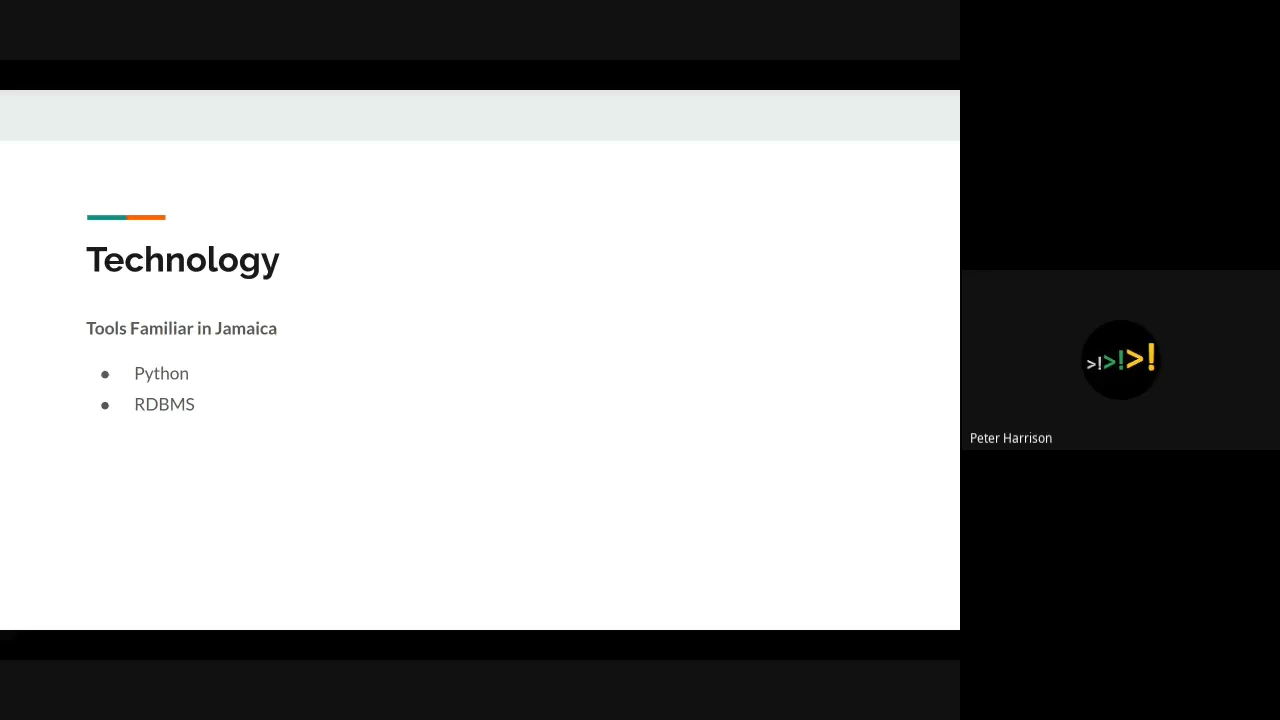 Technology
Tools Familiar in Jamaica
● Python
● RDBMS
>!>!>!
Peter Harrison